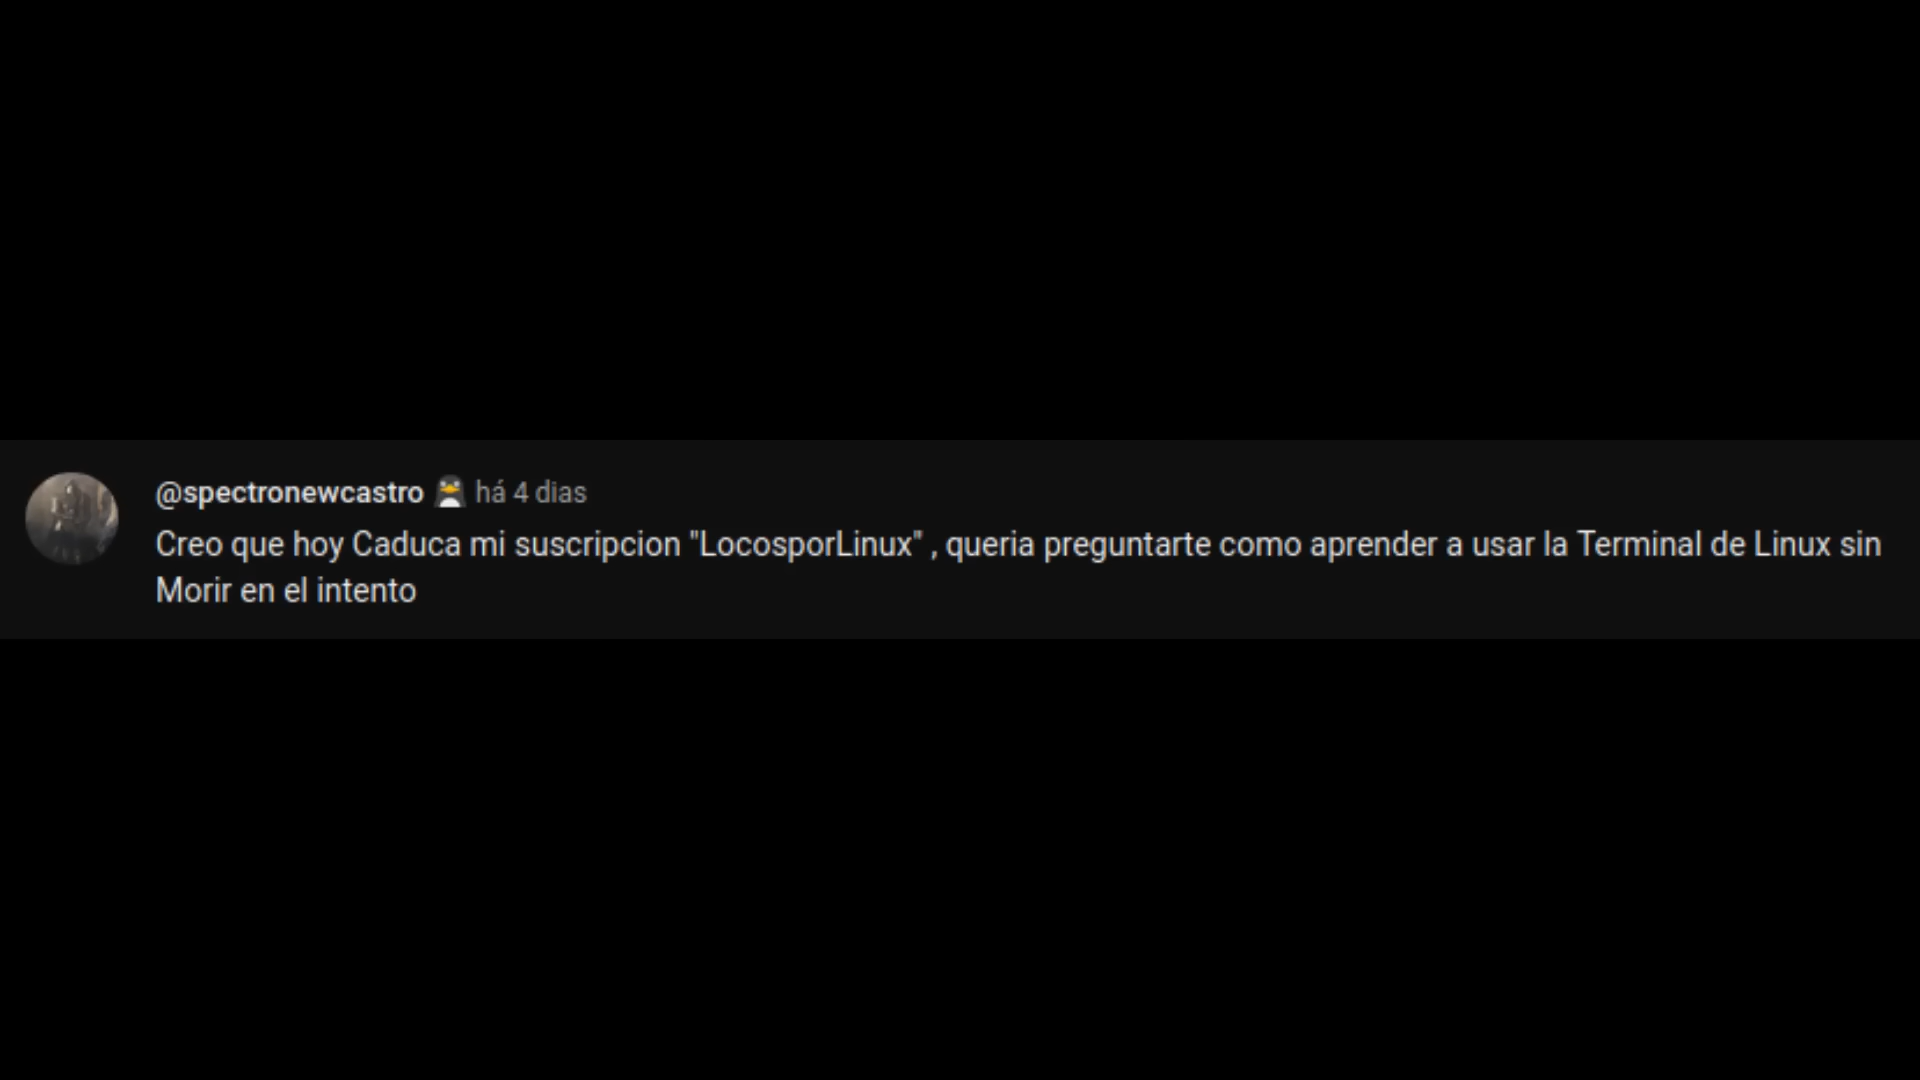 @spectronewcastro há 4 dias
Creo que hoy Caduca mi suscripcion "LocosporLinux" , queria preguntarte como aprender a usar la Terminal de Linux sin
Morir en el intento